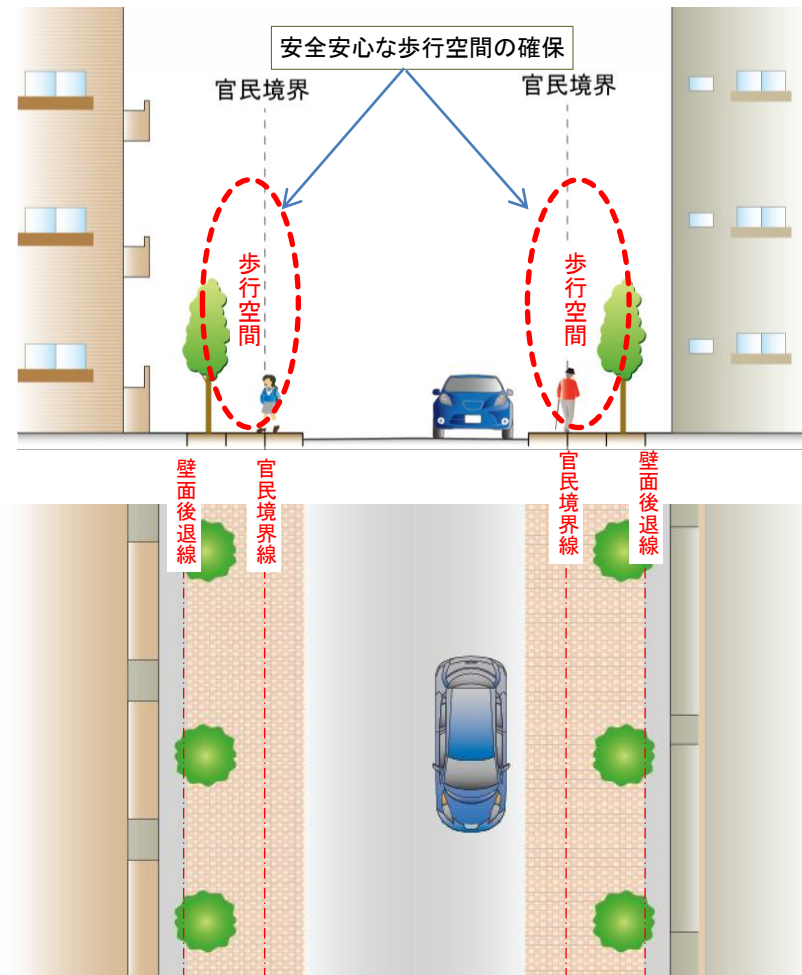 安全安心な歩行空間の確保
官民境界
官民境界
歩行空間
歩行空間
壁面後退線
官民境界線
官民境界線
壁面後退線